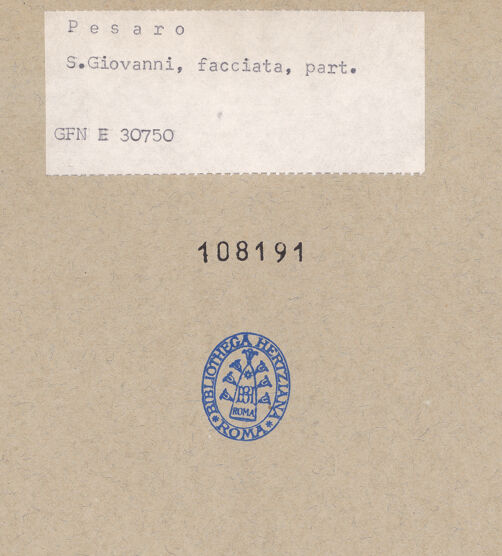 P e s a r o
S.Giovanni, facciata, part.
GFN E 30750
108191
BIBLIOTHECA HERTZIANA
ROMA
ROMA